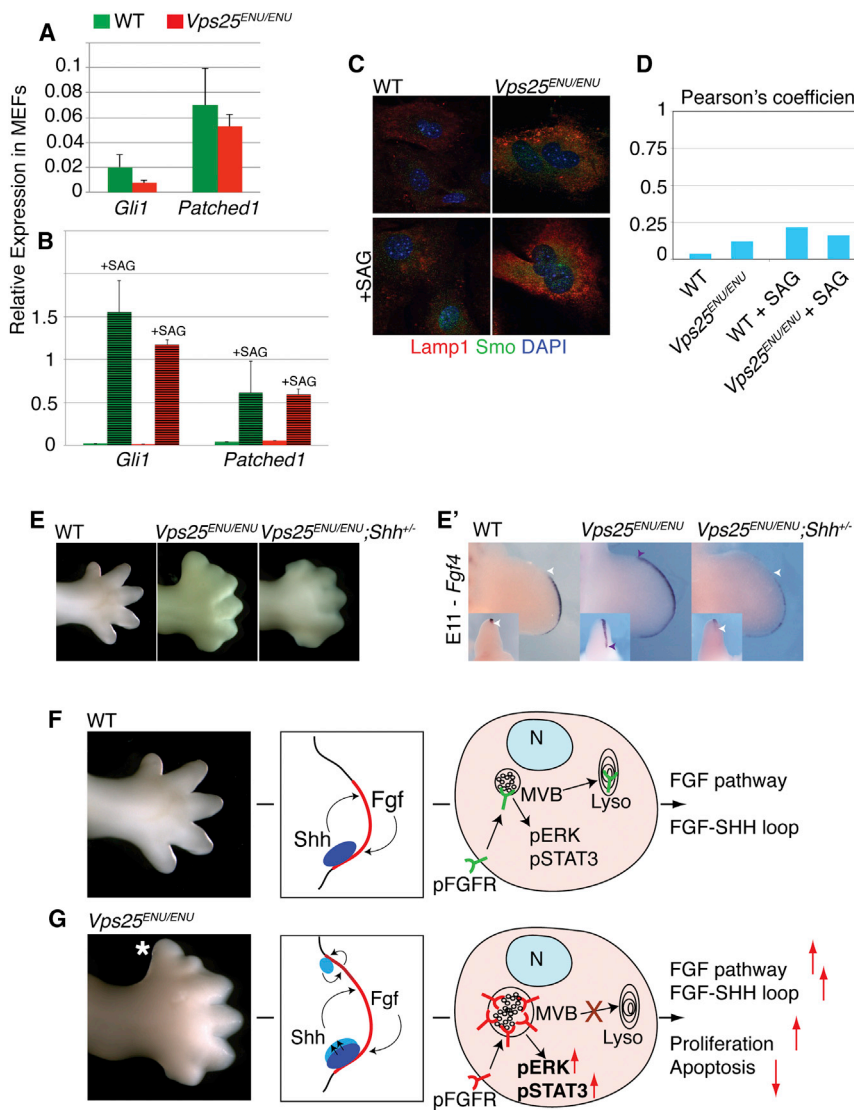 WT Vps25ENU/ENU
A
Relative Expression in MEFs
0.1
0.08
0.06
0.04
0.02
0
Gli1 Patched1
B
1.5
1
0.5
0
+SAG
+SAG
+SAG
+SAG
Gli1 Patched1
C
WT Vps25ENU/ENU
+SAG
Lamp1 Smo DAPI
D
Pearson's coefficien
1
0.75
0.5
0.25
0
WT
Vps25ENU/ENU
WT + SAG
Vps25ENU/ENU + SAG
E
WT Vps25ENU/ENU Vps25ENU/ENU;Shh+/-
E'
WT Vps25ENU/ENU Vps25ENU/ENU;Shh+/-
E11 - Fgf4
F
WT
Shh
Fgf
N
MVB
Lyso
pERK
pSTAT3
pFGFR
FGF pathway
FGF-SHH loop
G
Vps25ENU/ENU
*
Shh
Fgf
N
MVB
X
Lyso
pERK
pSTAT3
pFGFR
FGF pathway
FGF-SHH loop
Proliferation
Apoptosis